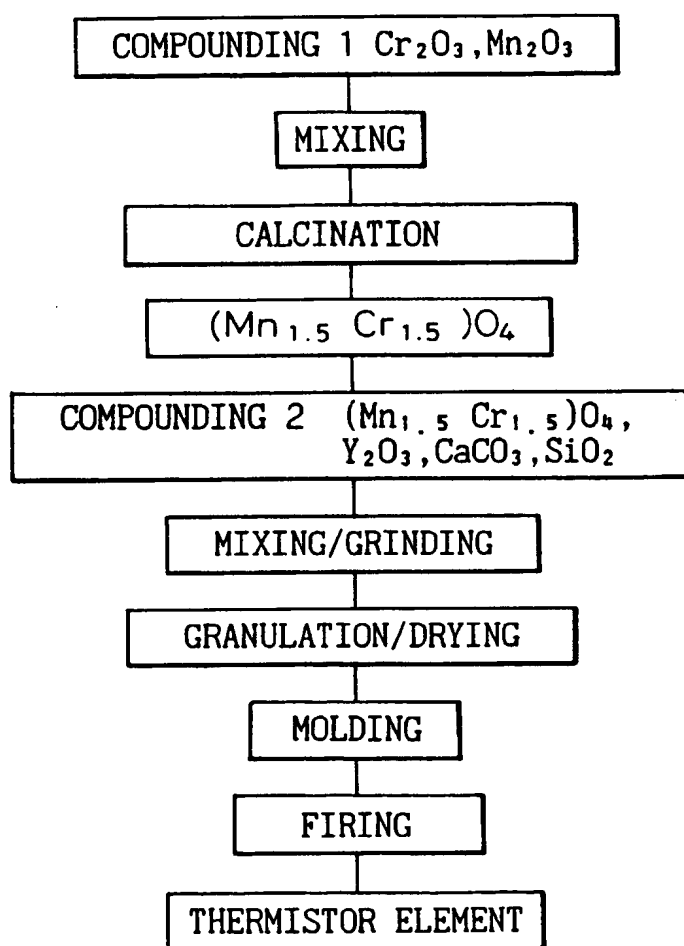 COMPOUNDING 1 Cr₂O₃,Mn₂O₃
MIXING
CALCINATION
(Mn₁.₅ Cr₁.₅ )O₄
COMPOUNDING 2 (Mn₁.₅ Cr₁.₅)O₄,
Y₂O₃,CaCO₃,SiO₂
MIXING/GRINDING
GRANULATION/DRYING
MOLDING
FIRING
THERMISTOR ELEMENT